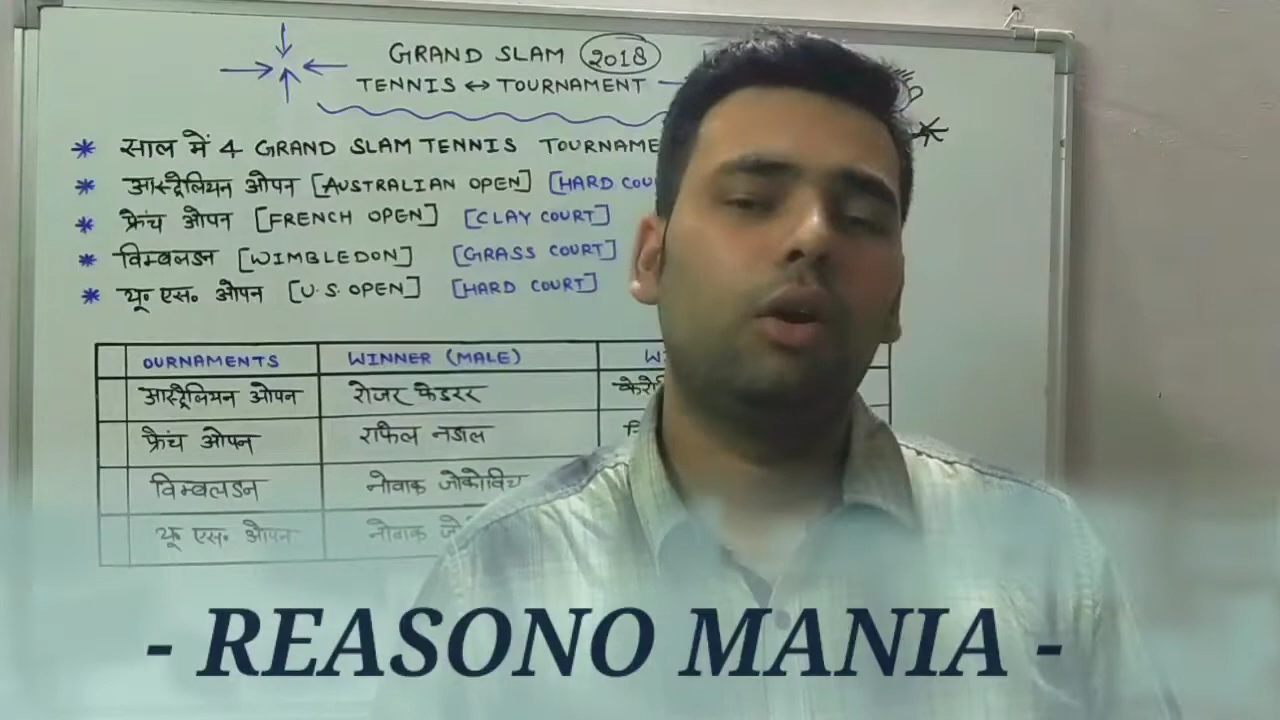 GRAND SLAM 2018
TENNIS ↔ TOURNAMENT
* साल में 4 GRAND SLAM TENNIS TOURNAME
* आस्ट्रेलियन ओपन [AUSTRALIAN OPEN] [HARD COU
* फ्रेंच ओपन [FRENCH OPEN] [CLAY COURT]
* विम्बलडन [WIMBLEDON] [GRASS COURT]
* यू॰ एस॰ ओपन [U.S. OPEN] [HARD COURT]
OURNAMENTS WINNER (MALE) W
आस्ट्रेलियन ओपन रोजर फेडरर
फ्रेंच ओपन राफेल नडाल
विम्बलडन नोवाक जोकोविच
यू॰ एस॰ ओपन नोवाक
- REASONO MANIA -